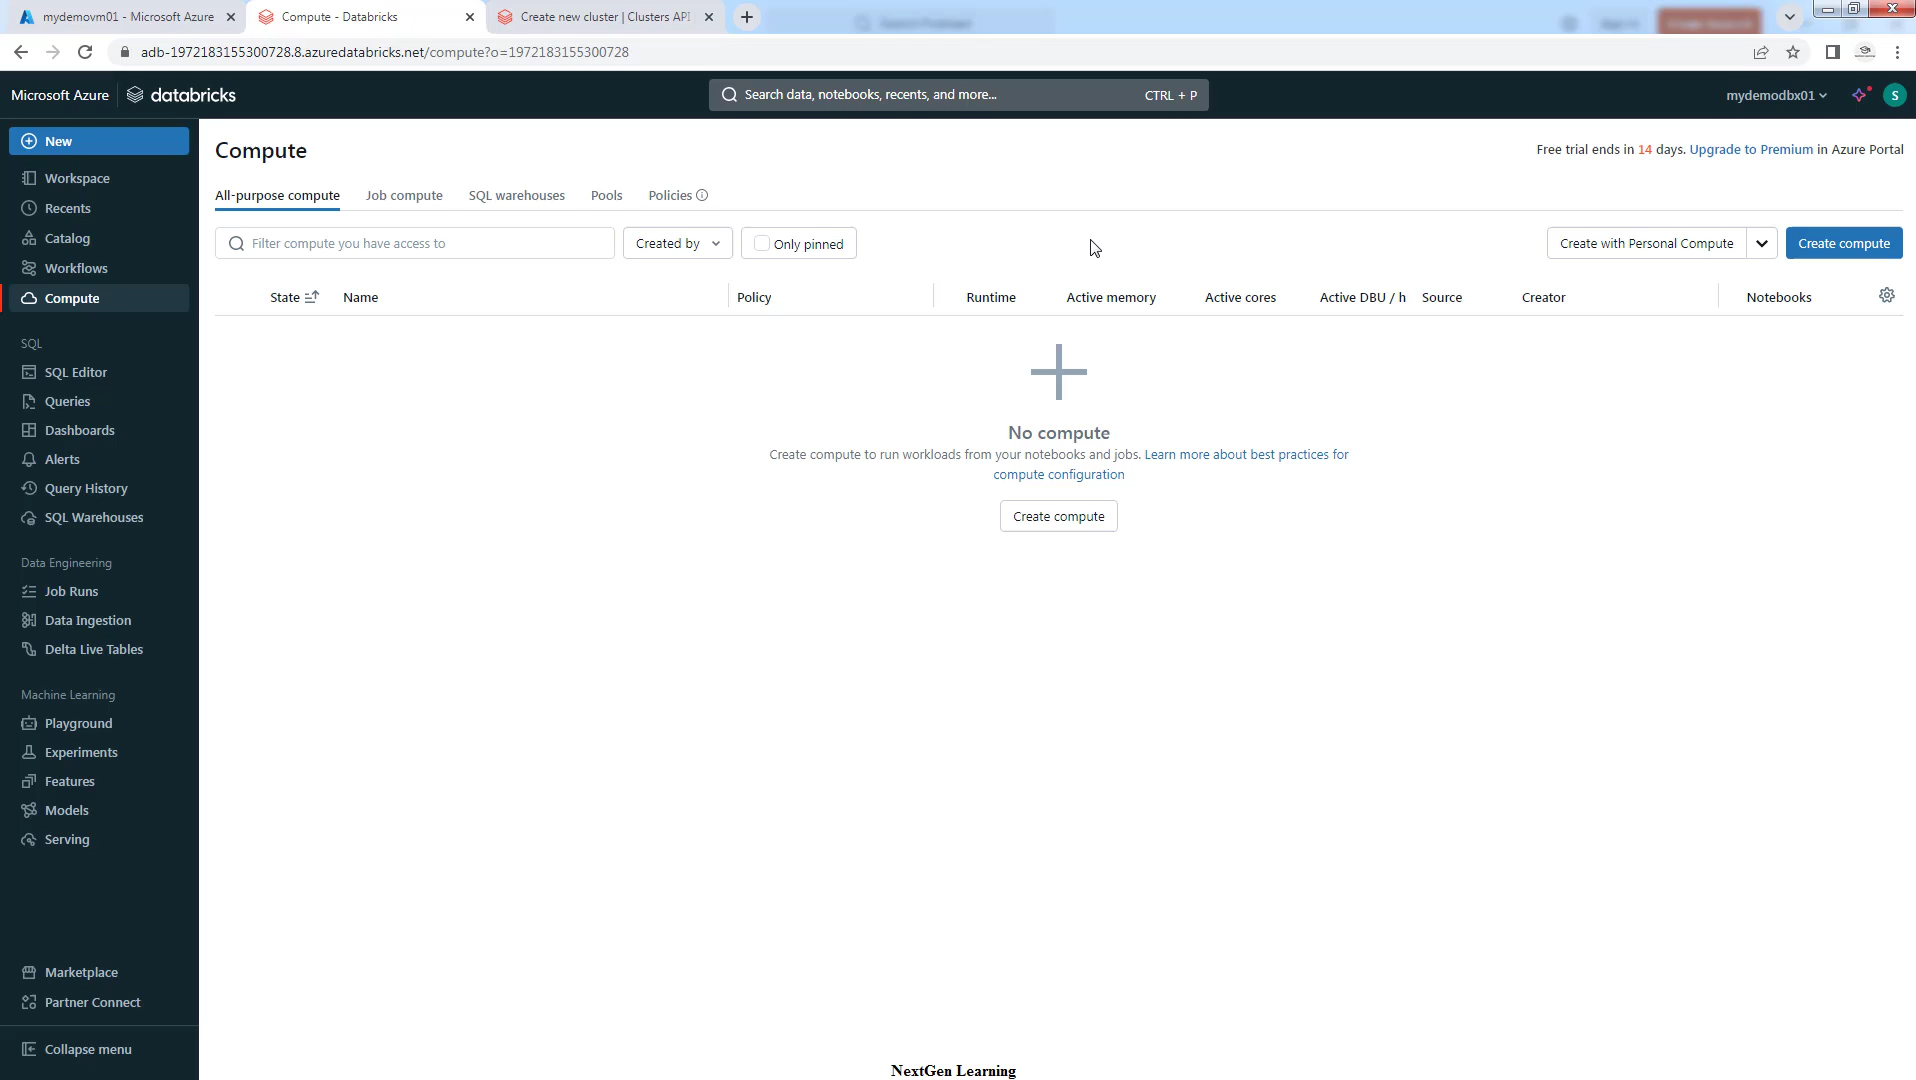 mydemovm01 - Microsoft Azure
Compute - Databricks
Create new cluster | Clusters API
adb-1972183155300728.8.azuredatabricks.net/compute?o=1972183155300728
Microsoft Azure
databricks
Search data, notebooks, recents, and more...
CTRL + P
mydemodbx01
S
New
Workspace
Recents
Catalog
Workflows
Compute
SQL
SQL Editor
Queries
Dashboards
Alerts
Query History
SQL Warehouses
Data Engineering
Job Runs
Data Ingestion
Delta Live Tables
Machine Learning
Playground
Experiments
Features
Models
Serving
Marketplace
Partner Connect
Collapse menu
Compute
Free trial ends in 14 days. Upgrade to Premium in Azure Portal
All-purpose compute
Job compute
SQL warehouses
Pools
Policies
Filter compute you have access to
Created by
Only pinned
Create with Personal Compute
Create compute
State
Name
Policy
Runtime
Active memory
Active cores
Active DBU / h
Source
Creator
Notebooks
No compute
Create compute to run workloads from your notebooks and jobs. Learn more about best practices for
compute configuration
Create compute
NextGen Learning